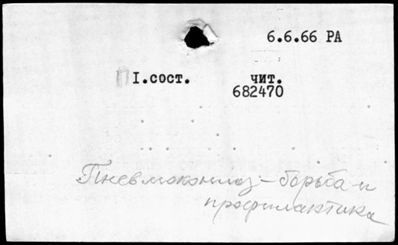 6.6.66 РА
I.сост. чит.
682470
Пневмокониоз - борьба и
профилактика